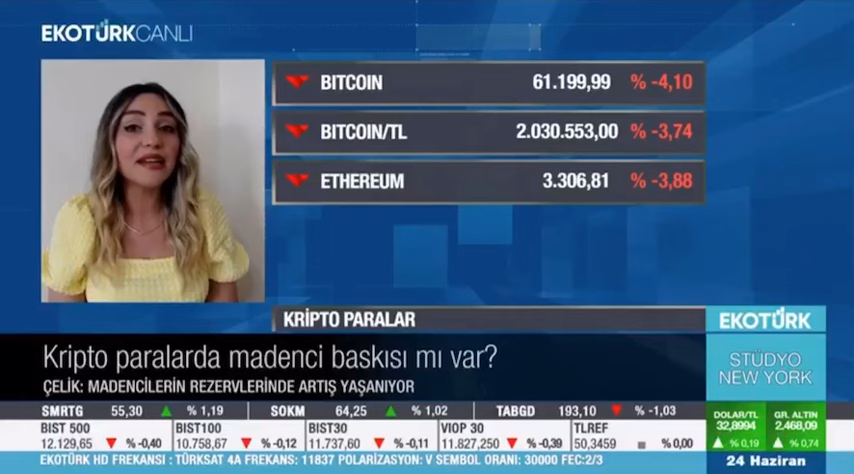 EKOTÜRK CANLI
BITCOIN 61.199,99 % -4,10
BITCOIN/TL 2.030.553,00 % -3,74
ETHEREUM 3.306,81 % -3,88
KRİPTO PARALAR
EKOTÜRK
Kripto paralarda madenci baskısı mı var?
ÇELİK: MADENCİLERİN REZERVLERİNDE ARTIŞ YAŞANIYOR
STÜDYO
NEW YORK
SMRTG 55,30 % 1,19 SOKM 64,25 % 1,02 TABGD 193,10 % -1,03
BIST 500 BIST100 BIST30 VIOP 30 TLREF
12.129,65 % -0,40 10.758,67 % -0,12 11.737,60 % -0,11 11.827,250 % -0,39 50,3459 % 0,00
DOLAR/TL GR. ALTIN
32,8994 2.468,09
% 0,19 % 0,74
EKOTÜRK HD FREKANSI : TÜRKSAT 4A FREKANS: 11837 POLARİZASYON: V SEMBOL ORANI: 30000 FEC:2/3
24 Haziran